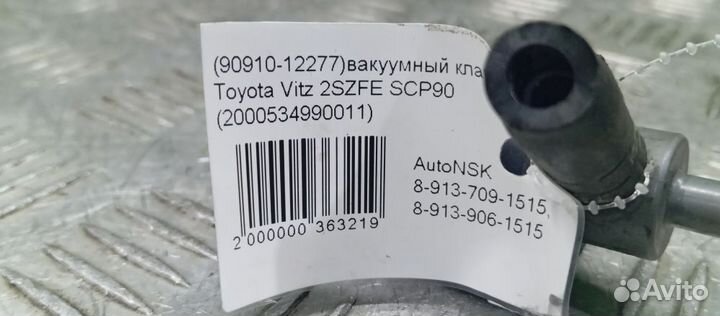 (90910-12277)вакуумный кла
Toyota Vitz 2SZFE SCP90
(2000534990011)
AutoNSK
8-913-709-1515,
8-913-906-1515
2 000000 363219
Avito